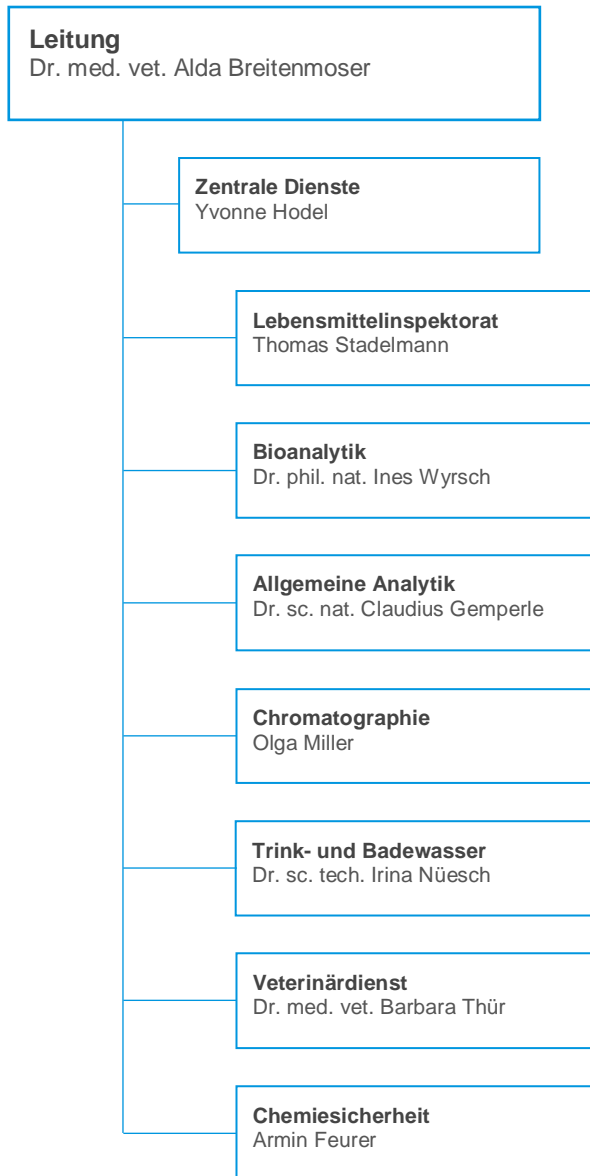 Leitung
Dr. med. vet. Alda Breitenmoser
Zentrale Dienste
Yvonne Hodel
Lebensmittelinspektorat
Thomas Stadelmann
Bioanalytik
Dr. phil. nat. Ines Wyrsch
Allgemeine Analytik
Dr. sc. nat. Claudius Gemperle
Chromatographie
Olga Miller
Trink- und Badewasser
Dr. sc. tech. Irina Nüesch
Veterinärdienst
Dr. med. vet. Barbara Thür
Chemiesicherheit
Armin Feurer